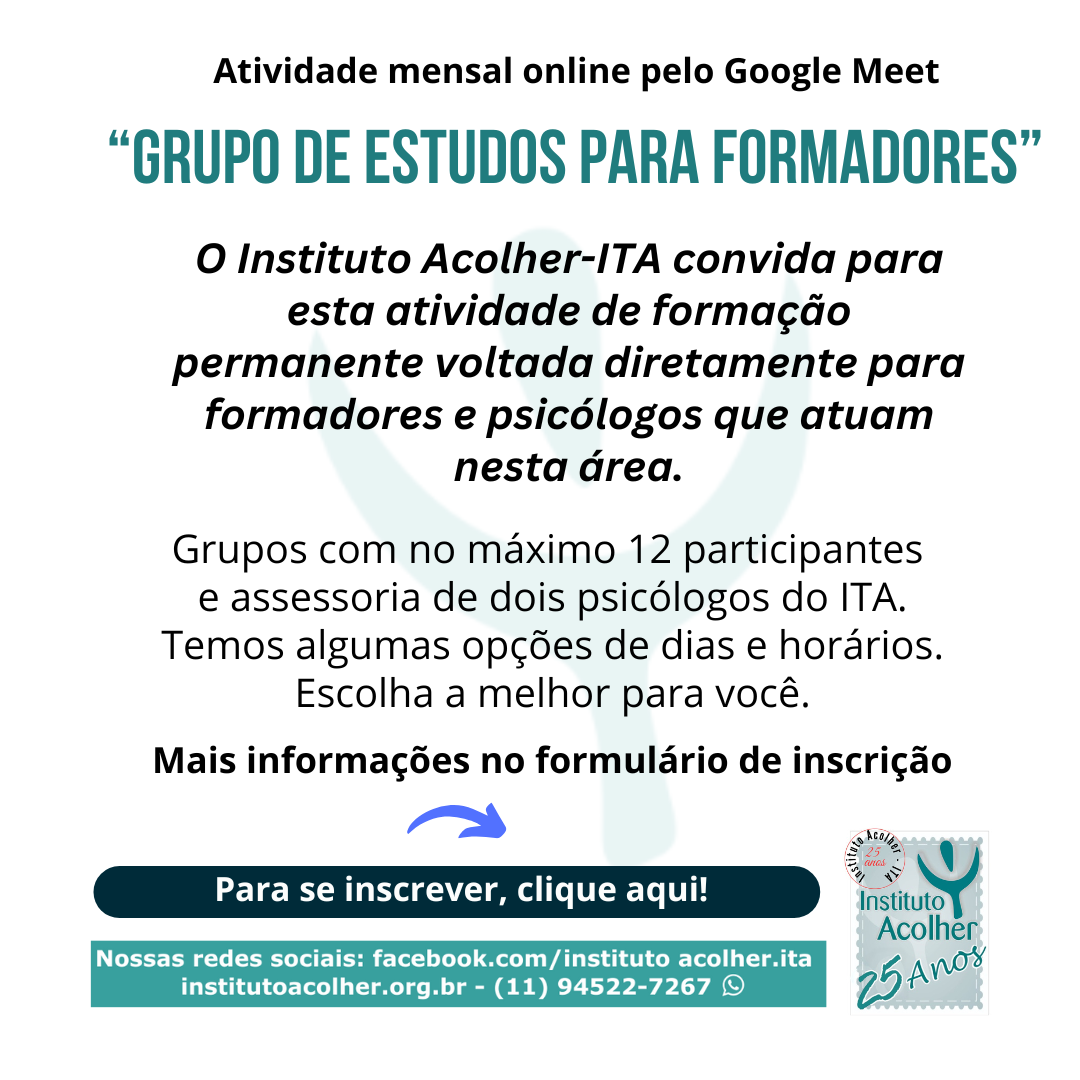 Atividade mensal online pelo Google Meet
“GRUPO DE ESTUDOS PARA FORMADORES”
O Instituto Acolher-ITA convida para
esta atividade de formação
permanente voltada diretamente para
formadores e psicólogos que atuam
nesta área.
Grupos com no máximo 12 participantes
e assessoria de dois psicólogos do ITA.
Temos algumas opções de dias e horários.
Escolha a melhor para você.
Mais informações no formulário de inscrição
Para se inscrever, clique aqui!
Nossas redes sociais: facebook.com/instituto acolher.ita
institutoacolher.org.br - (11) 94522-7267
Instituto Acolher - ITA
25
anos
Instituto
Acolher
25 Anos